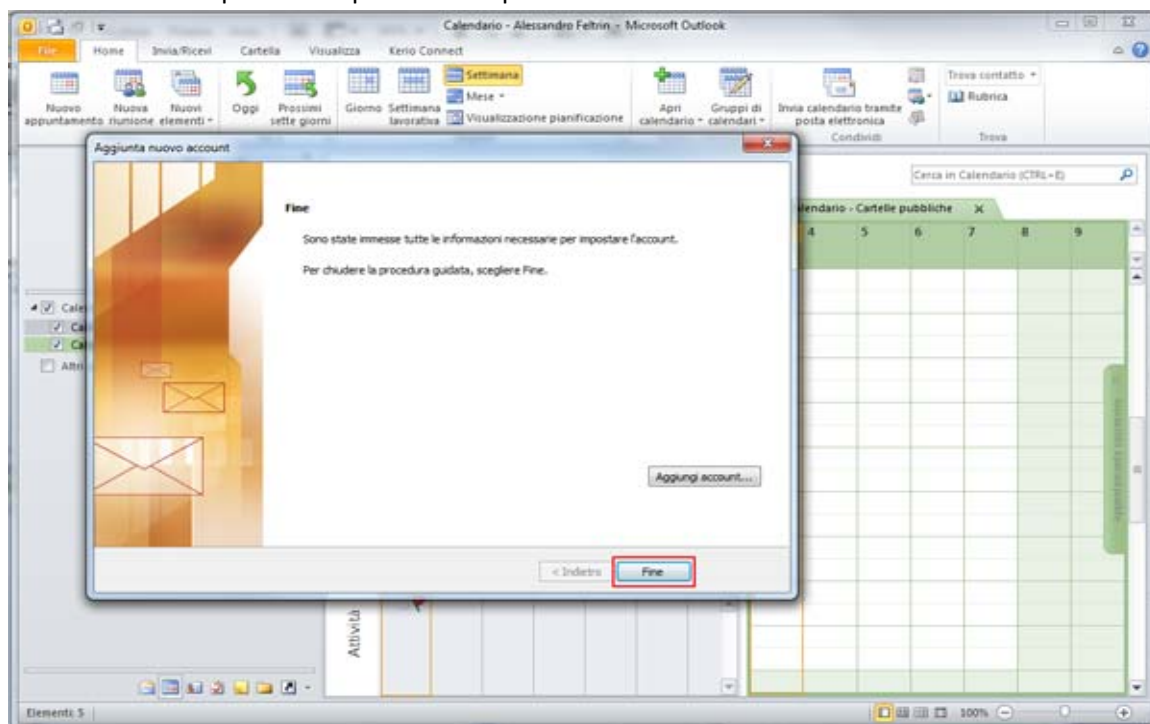 Calendario - Alessandro Feltrin - Microsoft Outlook
File Home Invia/Ricevi Cartella Visualizza Kerio Connect
Nuovo appuntamento
Nuova riunione
Nuovi elementi
Oggi
Prossimi sette giorni
Giorno
Settimana lavorativa
Settimana
Mese
Visualizzazione pianificazione
Apri calendario
Gruppi di calendari
Invia calendario tramite posta elettronica
Condividi
Trova contatto
Rubrica
Trova
Aggiunta nuovo account
Cerca in Calendario (CTRL+E)
Fine
Sono state immesse tutte le informazioni necessarie per impostare l'account.
Per chiudere la procedura guidata, scegliere Fine.
Aggiungi account...
< Indietro
Fine
lendario - Cartelle pubbliche
4 5 6 7 8 9
Cale
Ca
Ca
Altri
Attività
Elementi: 5
100%